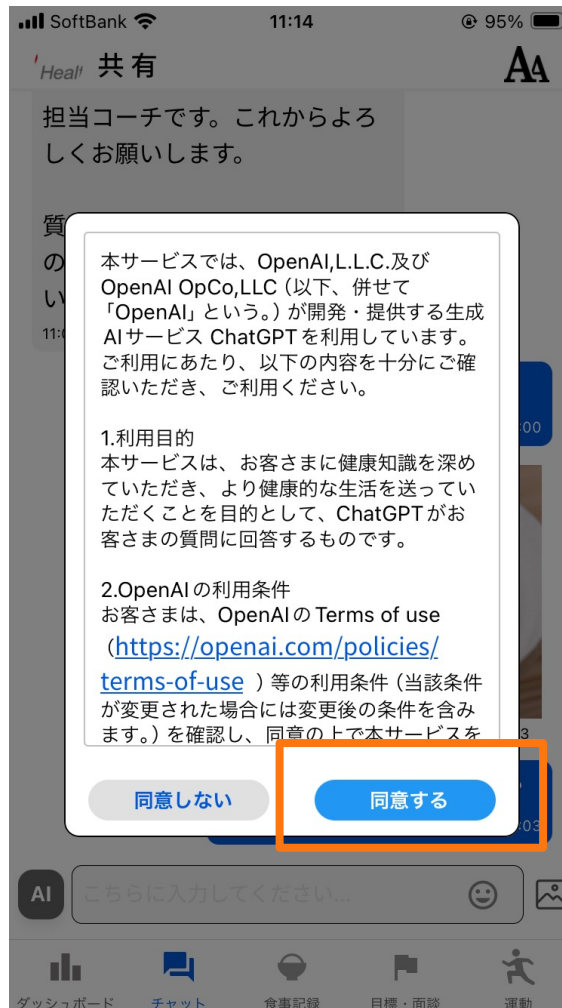 SoftBank 11:14 95%
Healt 共有 AA
担当コーチです。これからよろ
しくお願いします。
質
の
い
11:0
本サービスでは、OpenAI,L.L.C.及び
OpenAI OpCo,LLC（以下、併せて
「OpenAI」という。）が開発・提供する生成
AIサービス ChatGPTを利用しています。
ご利用にあたり、以下の内容を十分にご確
認いただき、ご利用ください。
:00
1.利用目的
本サービスは、お客さまに健康知識を深め
ていただき、より健康的な生活を送ってい
ただくことを目的として、ChatGPTがお
客さまの質問に回答するものです。
2.OpenAIの利用条件
お客さまは、OpenAIの Terms of use
（https://openai.com/policies/
terms-of-use ）等の利用条件（当該条件
が変更された場合には変更後の条件を含み
ます。）を確認し、同意の上で本サービスを
3
同意しない 同意する
:03
AI こちらに入力してください...
ダッシュボード チャット 食事記録 目標・面談 運動